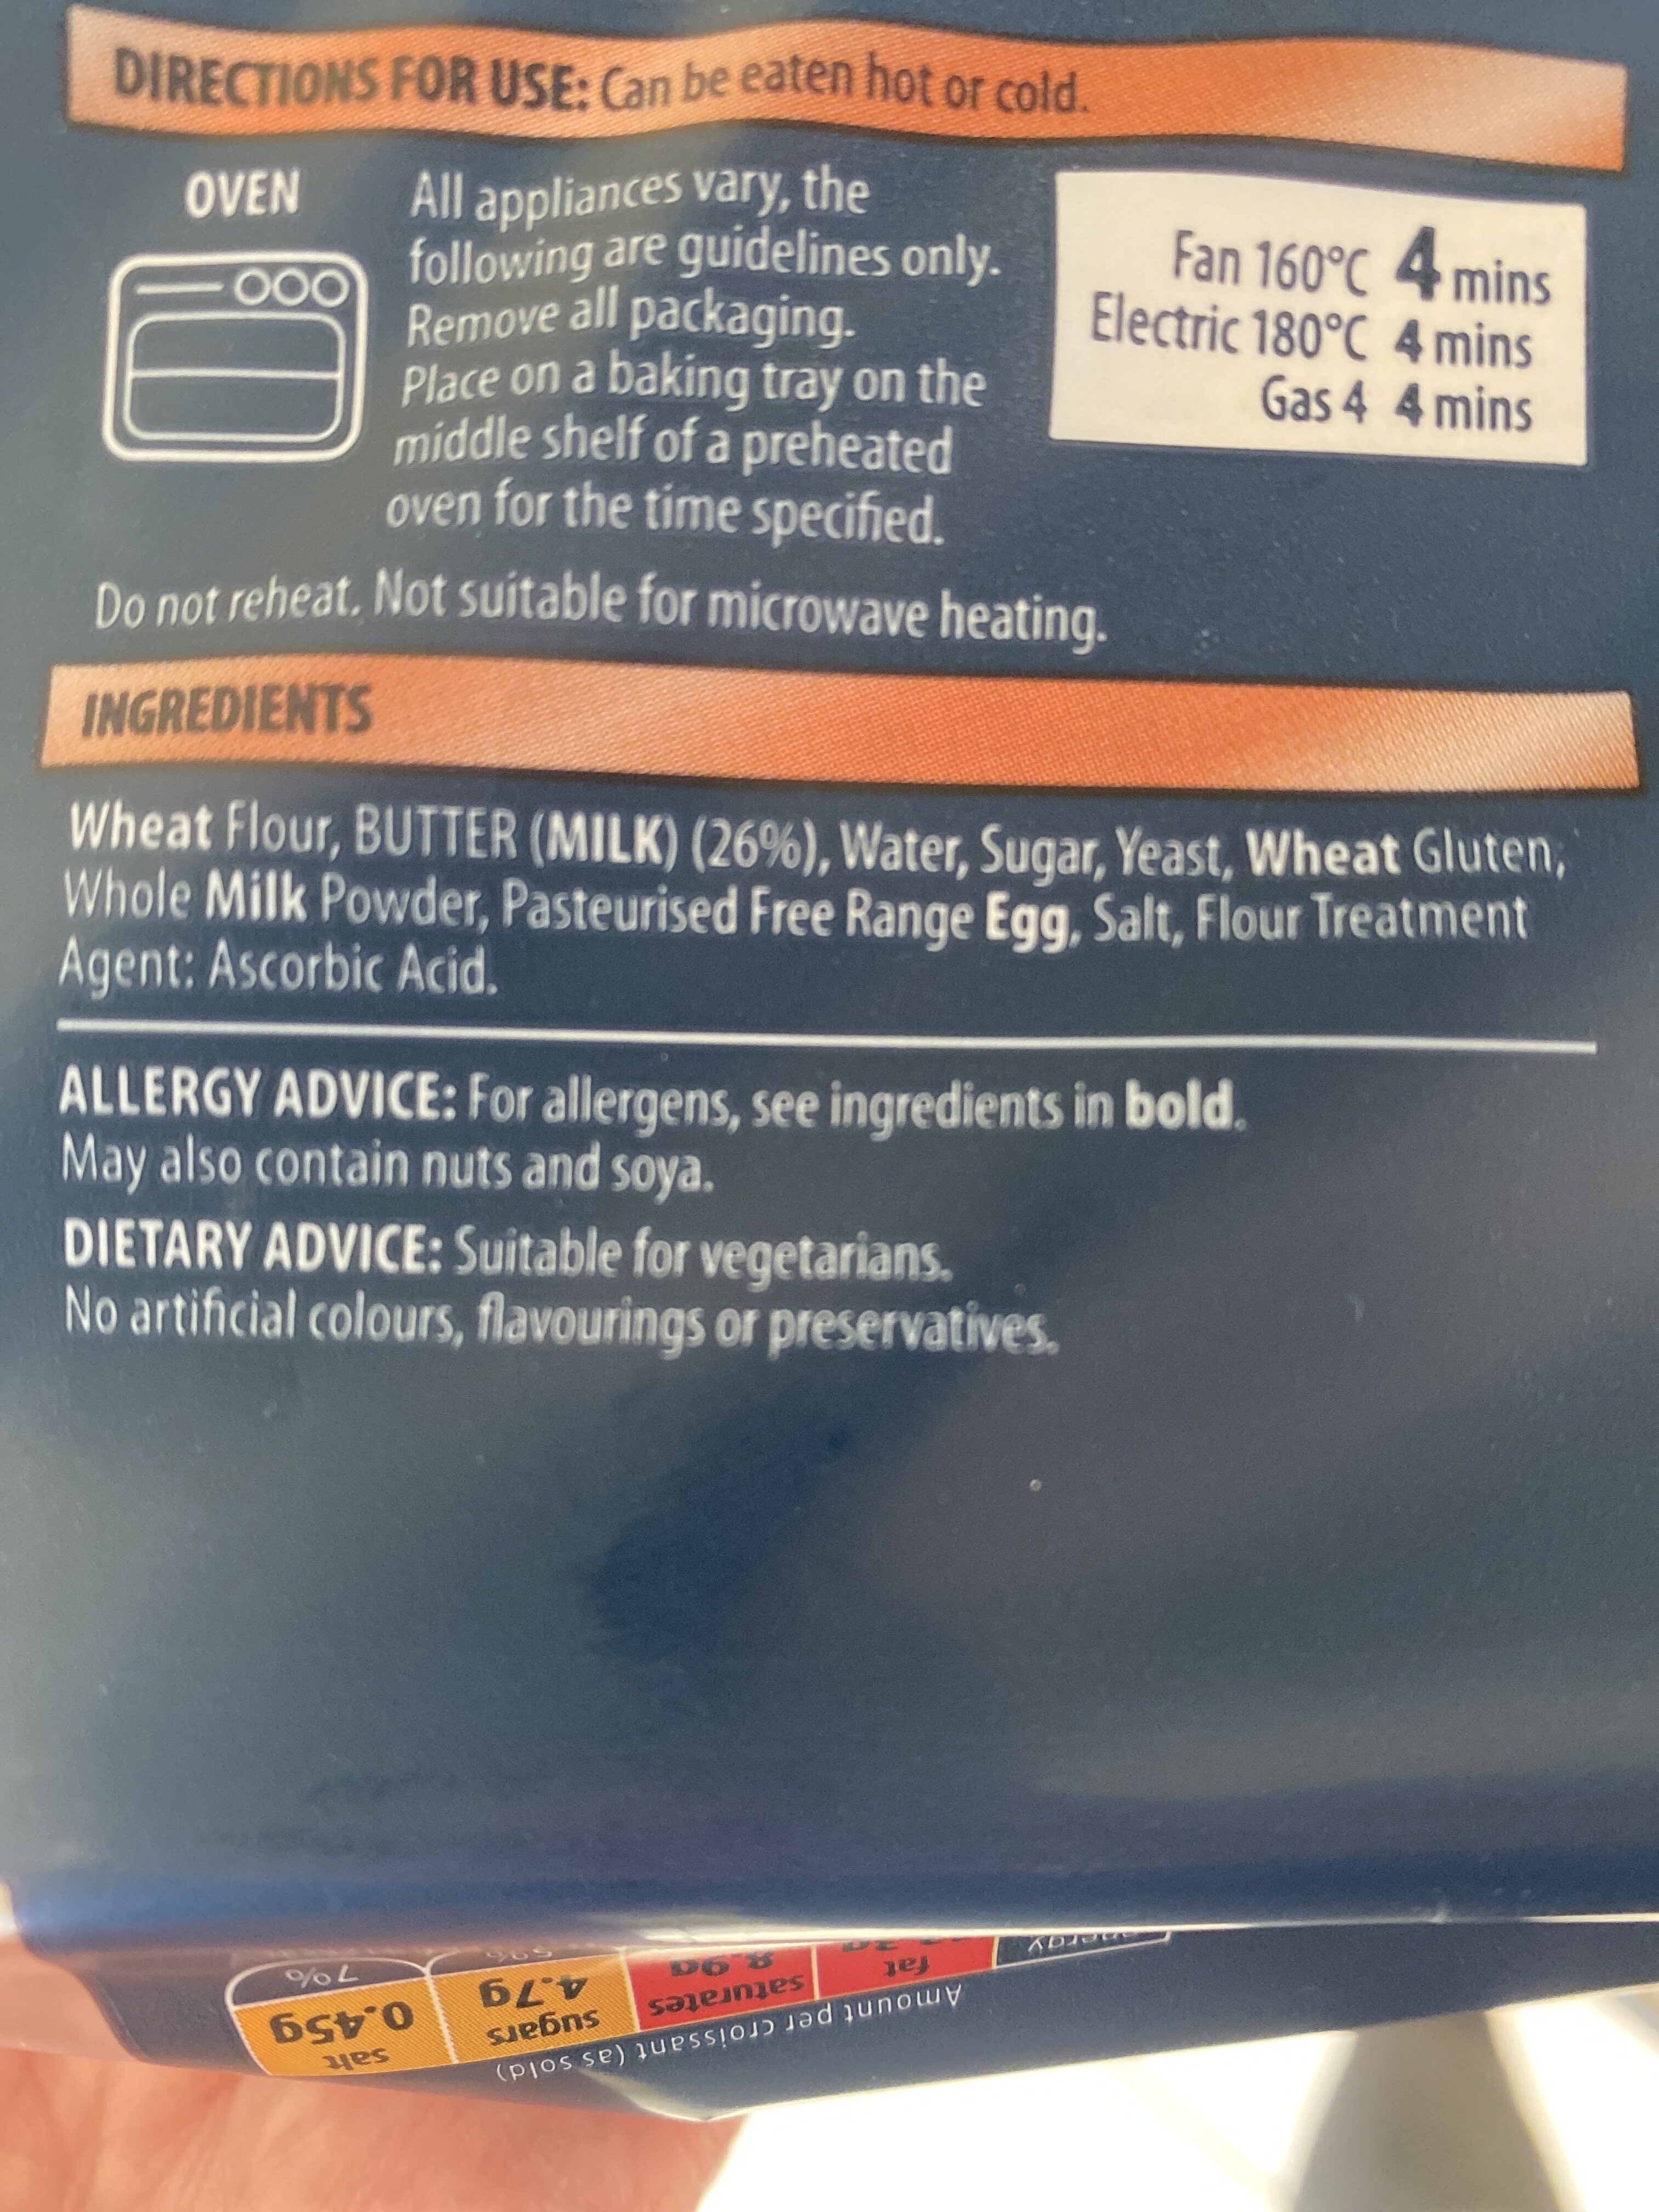 DIRECTIONS FOR USE: Can be eaten hot or cold.
OVEN
All appliances vary, the
following are guidelines only.
Remove all packaging.
Place on a baking tray on the
middle shelf of a preheated
oven for the time specified.
Fan 160°C 4 mins
Electric 180°C 4 mins
Gas 4 4 mins
Do not reheat. Not suitable for microwave heating.
INGREDIENTS
Wheat Flour, BUTTER (MILK) (26%), Water, Sugar, Yeast, Wheat Gluten,
Whole Milk Powder, Pasteurised Free Range Egg, Salt, Flour Treatment
Agent: Ascorbic Acid.
ALLERGY ADVICE: For allergens, see ingredients in bold.
May also contain nuts and soya.
DIETARY ADVICE: Suitable for vegetarians.
No artificial colours, flavourings or preservatives.
Amount per croissant (as sold)
energy
fat
saturates
8.9g
sugars
4.7g
5%
salt
0.45g
7%